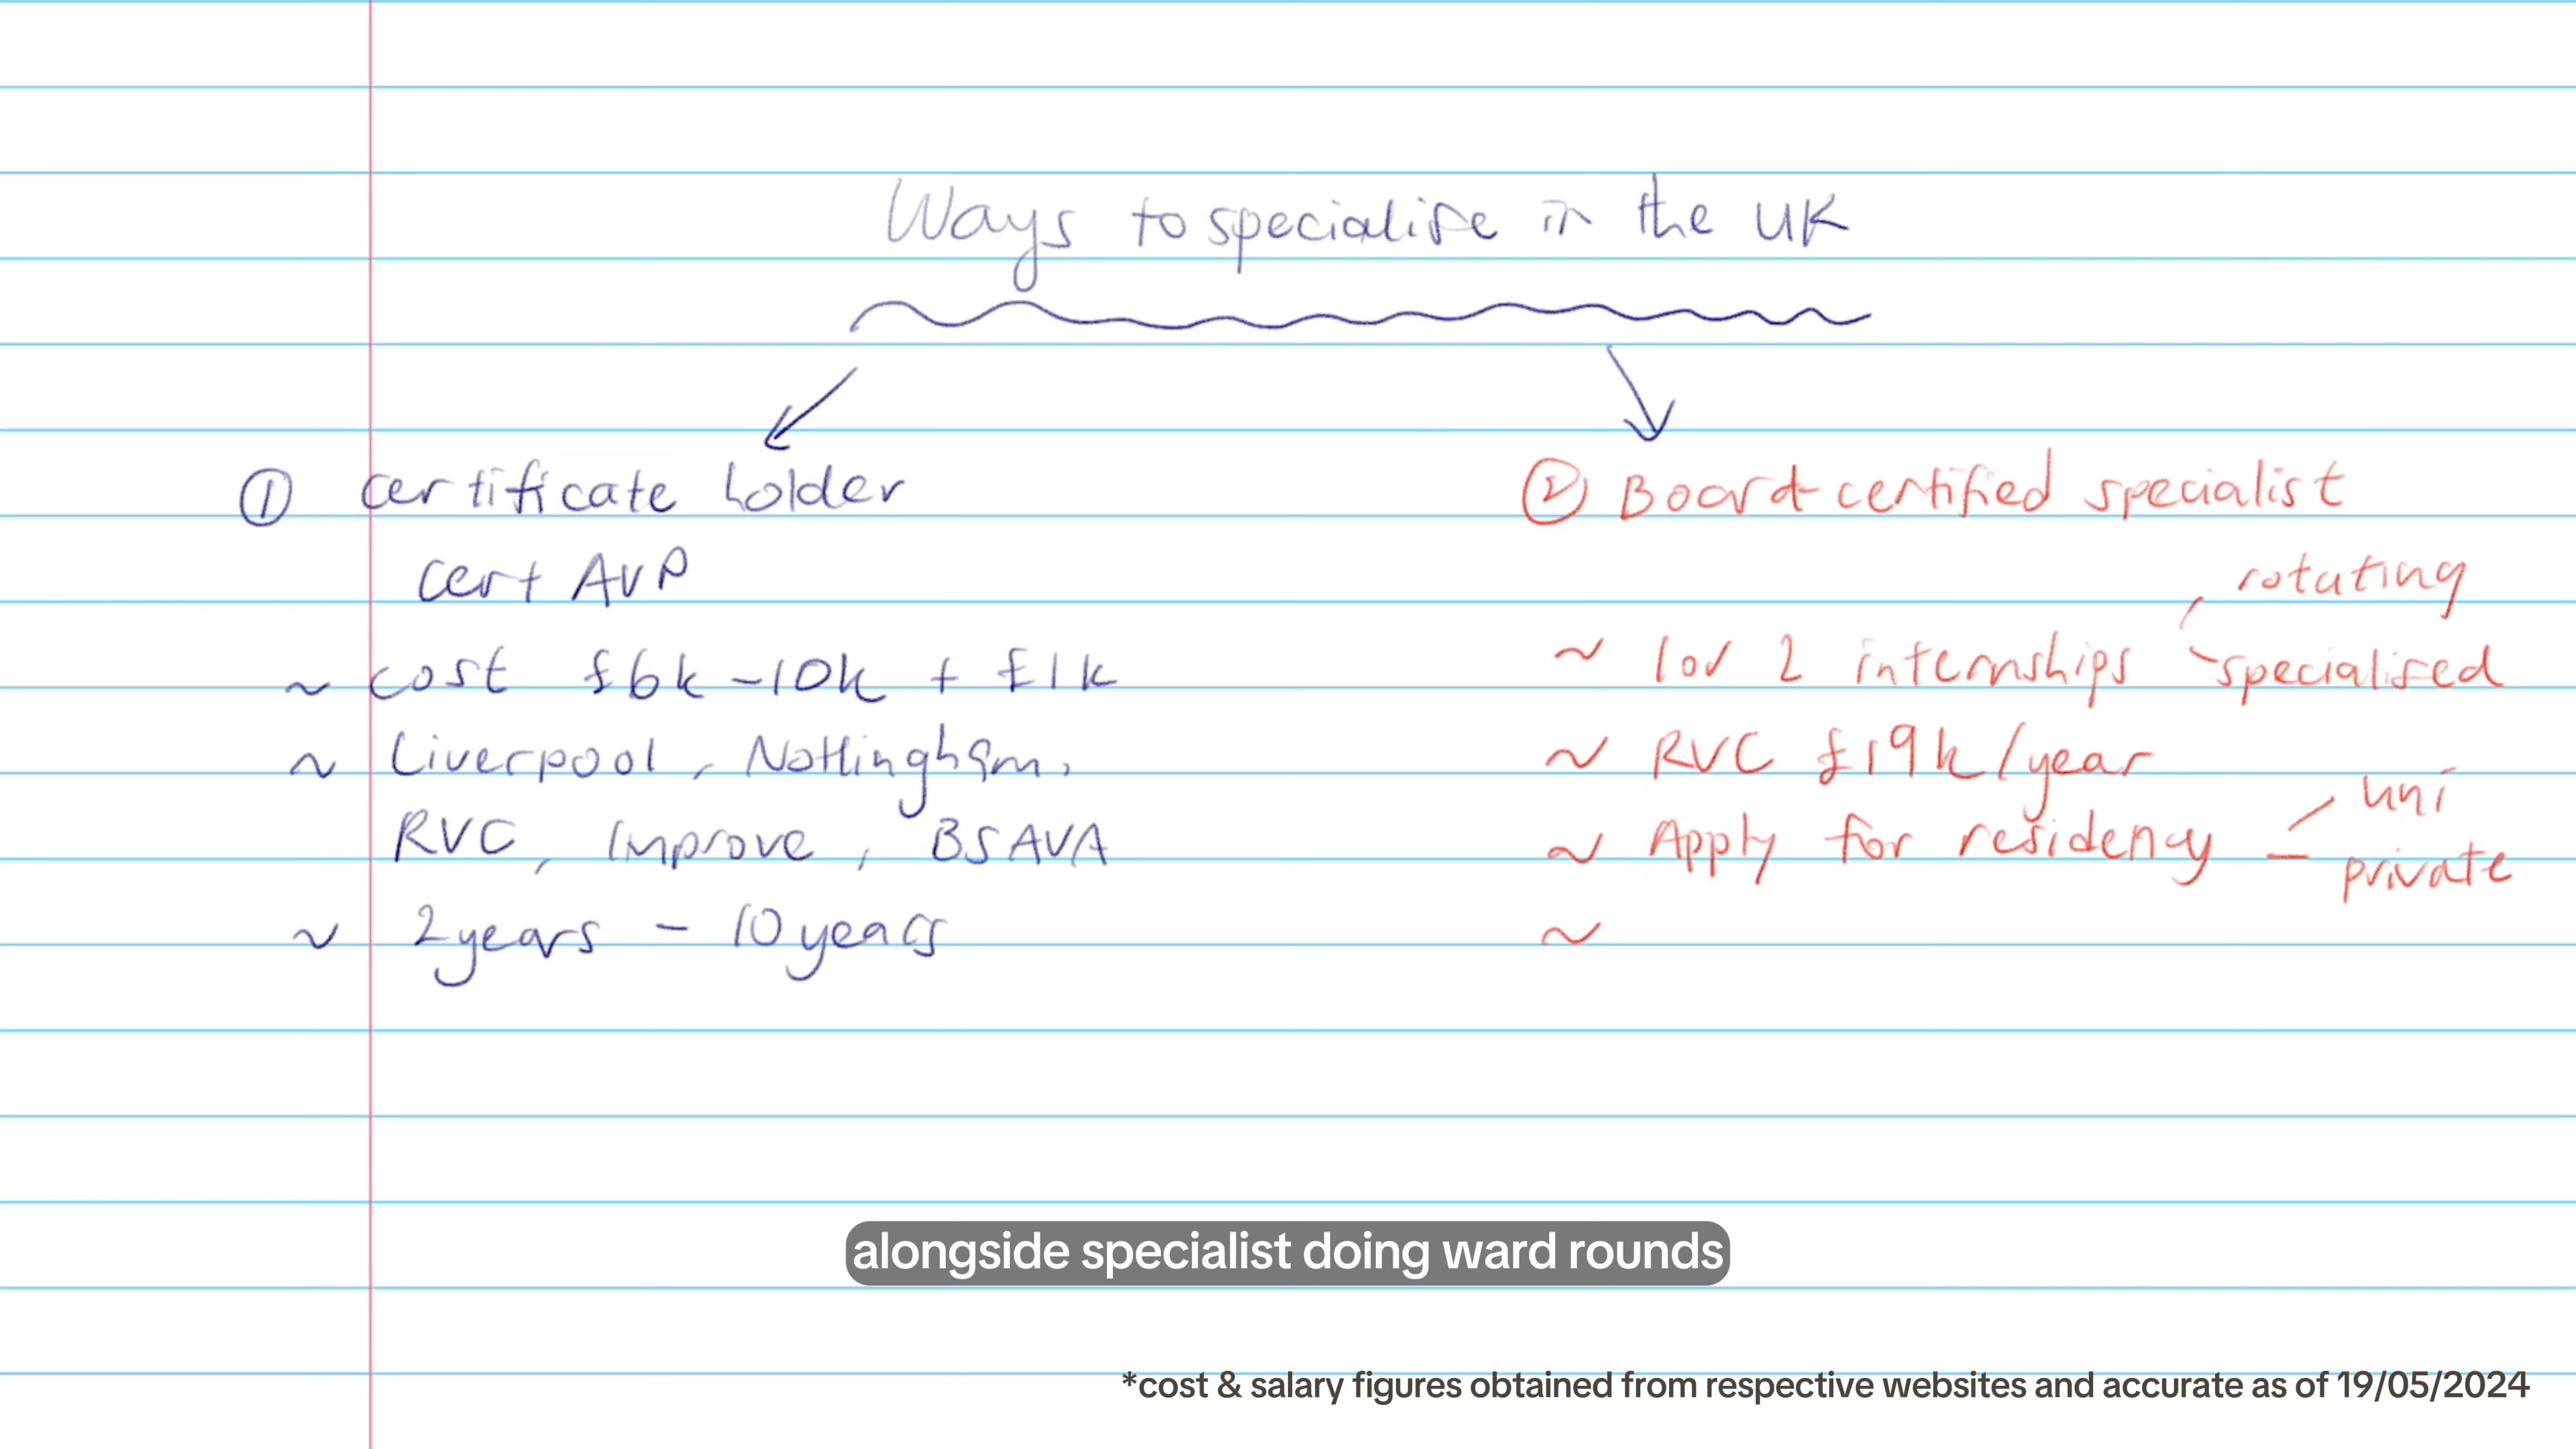 Ways to specialise in the UK
① certificate holder
cert AVP
~ cost £6k - 10k + £1k
~ Liverpool, Nottingham,
RVC, Improve, BSAVA
~ 2 years - 10 years
② Board certified specialist
~ 1 or 2 internships rotating
specialised
~ RVC £19k/year
~ Apply for residency - uni
- private
~
alongside specialist doing ward rounds
*cost & salary figures obtained from respective websites and accurate as of 19/05/2024